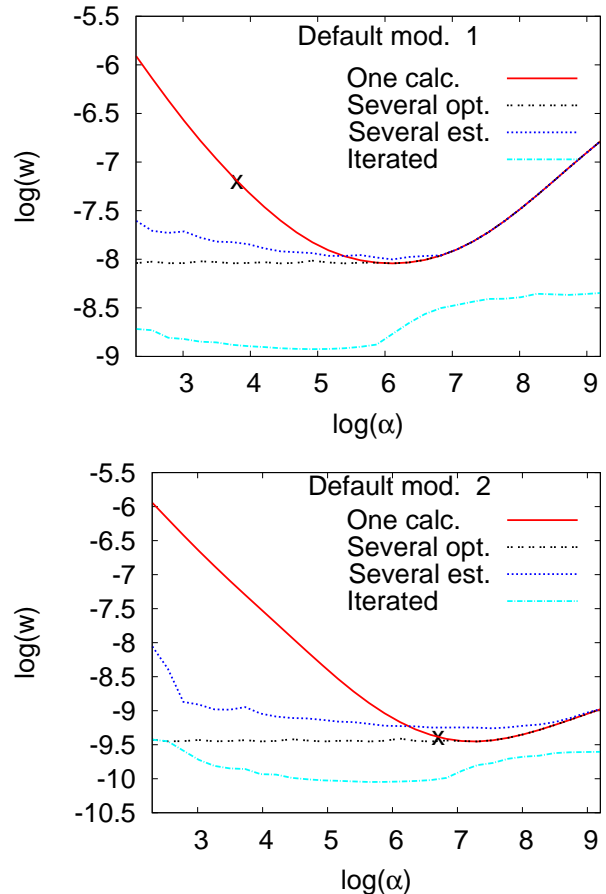 -5.5
Default mod. 1
One calc.
-6
Several opt.
-6.5
Several est.
Iterated
-7
x
log(w)
-7.5
-8
-8.5
-9
3 4 5 6 7 8 9
log(α)
-5.5
Default mod. 2
-6
One calc.
-6.5
Several opt.
-7
Several est.
-7.5
Iterated
log(w)
-8
-8.5
-9
x
-9.5
-10
-10.5
3 4 5 6 7 8 9
log(α)